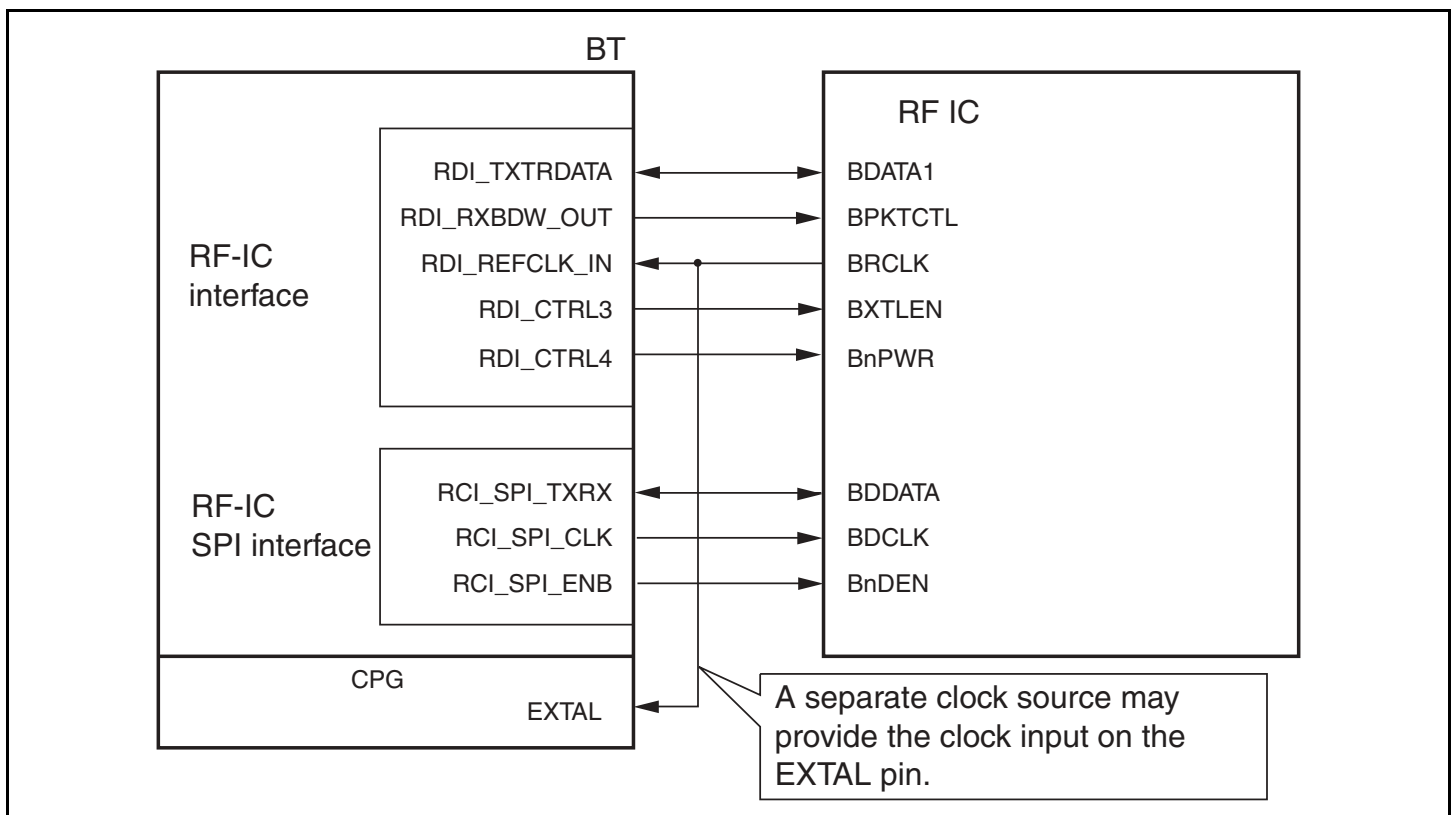 BT
RF IC
RF-IC
interface
RDI_TXTRDATA
RDI_RXBDW_OUT
RDI_REFCLK_IN
RDI_CTRL3
RDI_CTRL4
BDATA1
BPKTCTL
BRCLK
BXTLEN
BnPWR
RF-IC
SPI interface
RCI_SPI_TXRX
RCI_SPI_CLK
RCI_SPI_ENB
BDDATA
BDCLK
BnDEN
CPG
EXTAL
A separate clock source may
provide the clock input on the
EXTAL pin.